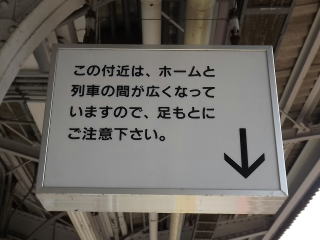 この付近は、ホームと
列車の間が広くなって
いますので、足もとに
ご注意下さい。